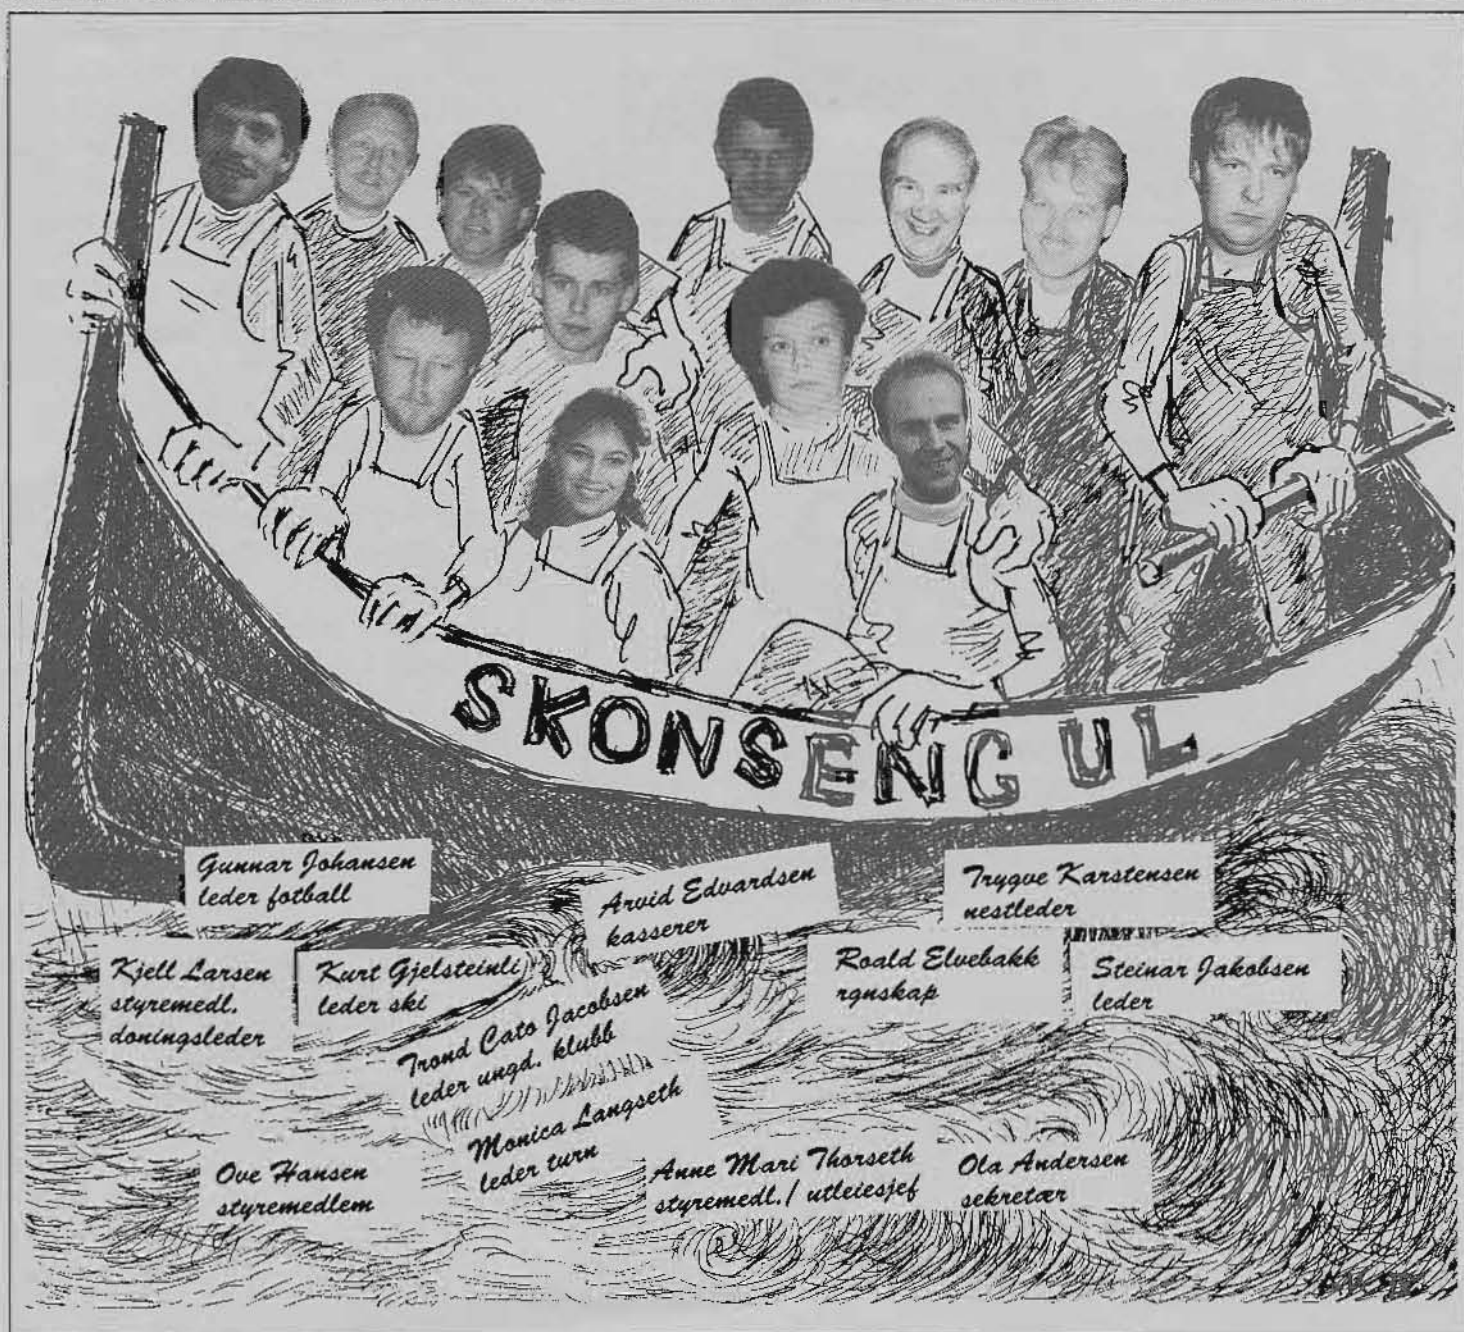 SKONSENG UL
Gunnar Johansen
leder fotball
Arvid Edvardsen
kasserer
Trygve Karstensen
nestleder
Kjell Larsen
styremedl.
doningsleder
Kurt Gjelsteinli
leder ski
Roald Elvebakk
rgnskap
Steinar Jakobsen
leder
Trond Cato Jacobsen
leder ungd. klubb
Monica Langseth
leder turn
Ove Hansen
styremedlem
Anne Mari Thorseth
styremedl./ utleiesjef
Ola Andersen
sekretær